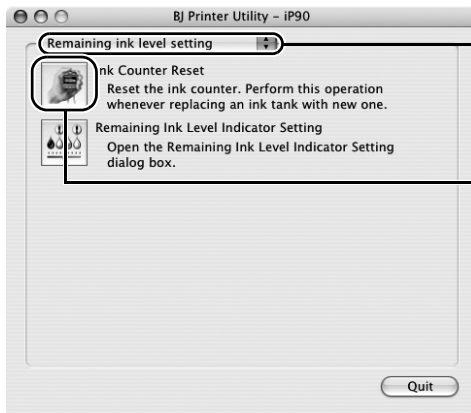 BJ Printer Utility – iP90
Remaining ink level setting
nk Counter Reset
Reset the ink counter. Perform this operation
whenever replacing an ink tank with new one.
Remaining Ink Level Indicator Setting
Open the Remaining Ink Level Indicator Setting
dialog box.
Quit